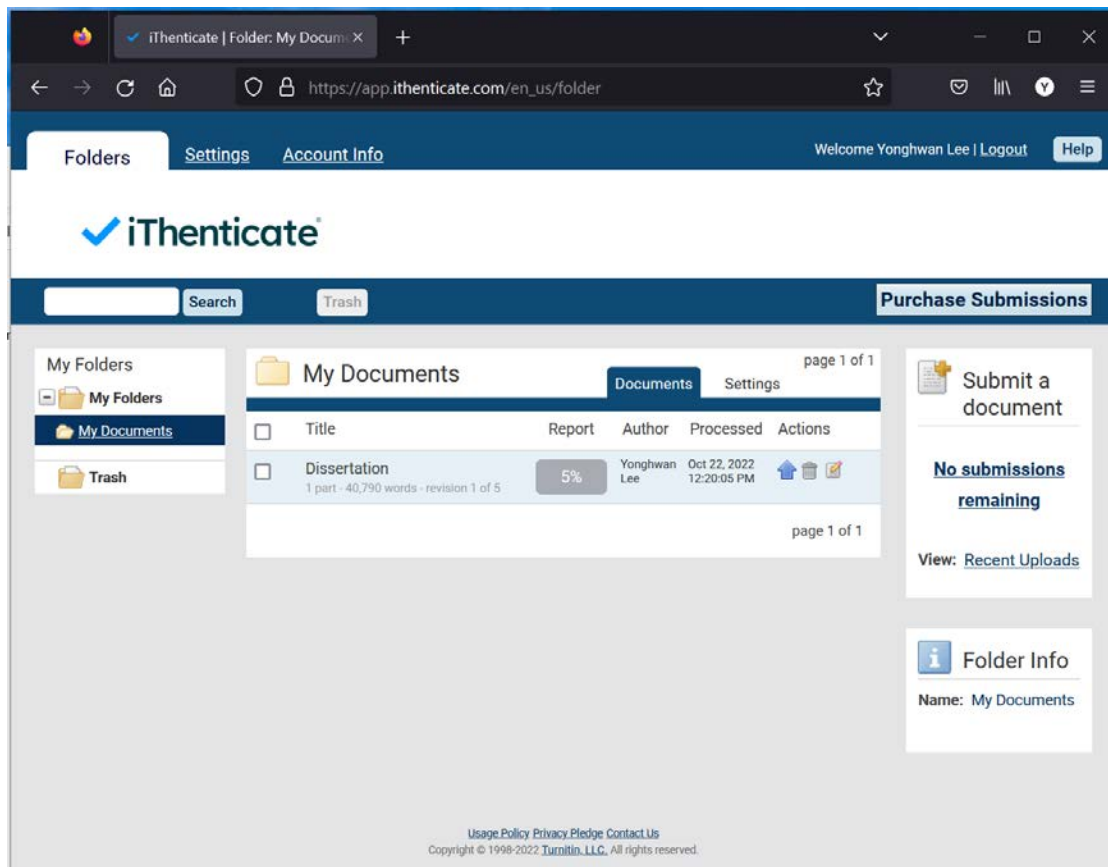 iThenticate | Folder: My Docum
https://app.ithenticate.com/en_us/folder
Y
Folders
Settings
Account Info
Welcome Yonghwan Lee | Logout
Help
iThenticate®
Search
Trash
Purchase Submissions
My Folders
My Folders
My Documents
Trash
My Documents
page 1 of 1
Documents
Settings
Title Report Author Processed Actions
Dissertation
1 part - 40,790 words - revision 1 of 5
5%
Yonghwan
Lee
Oct 22, 2022
12:20:05 PM
page 1 of 1
Submit a
document
No submissions
remaining
View: Recent Uploads
i
Folder Info
Name: My Documents
Usage Policy Privacy Pledge Contact Us
Copyright © 1998-2022 Turnitin, LLC. All rights reserved.